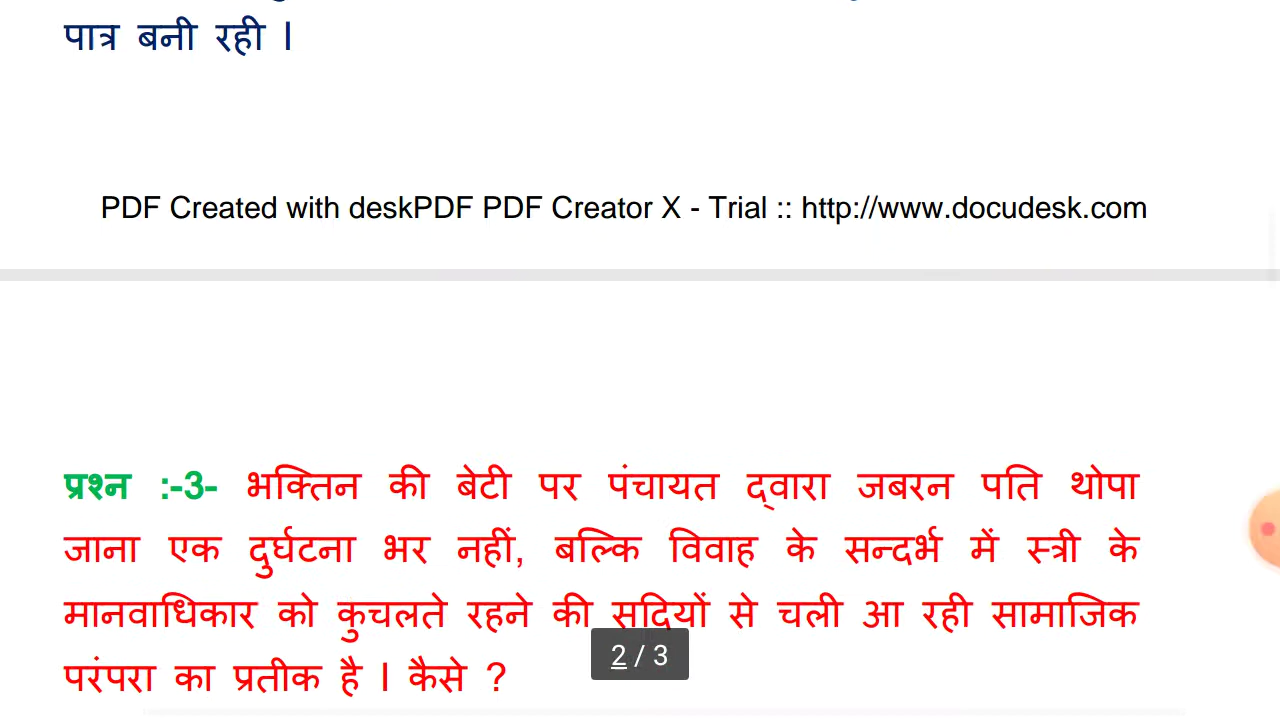 पात्र बनी रही ।
PDF Created with deskPDF PDF Creator X - Trial :: http://www.docudesk.com
प्रश्न :-3- भक्तिन की बेटी पर पंचायत द्वारा जबरन पति थोपा
जाना एक दुर्घटना भर नहीं, बल्कि विवाह के सन्दर्भ में स्त्री के
मानवाधिकार को कुचलते रहने की सदियों से चली आ रही सामाजिक
परंपरा का प्रतीक है । कैसे ?
2 / 3